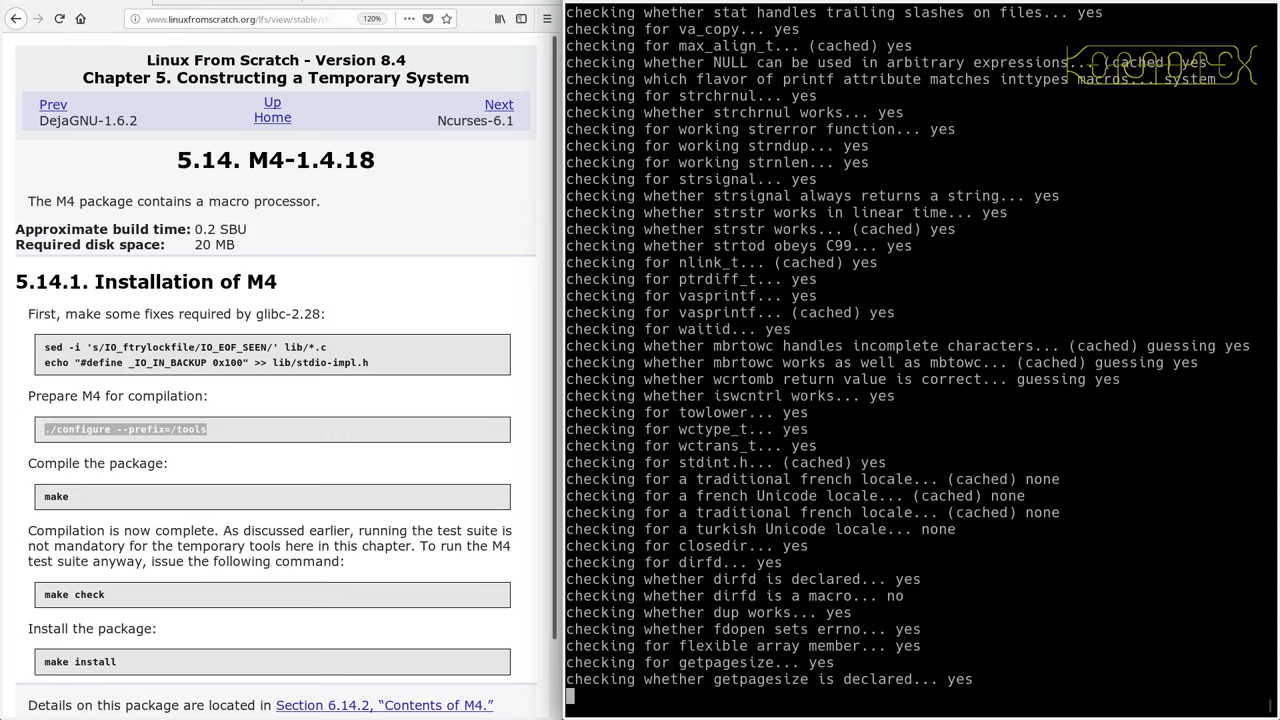 www.linuxfromscratch.org/lfs/view/stable/c
120%
Linux From Scratch - Version 8.4
Chapter 5. Constructing a Temporary System
Prev
Up
Next
DejaGNU-1.6.2
Home
Ncurses-6.1
5.14. M4-1.4.18
The M4 package contains a macro processor.
Approximate build time: 0.2 SBU
Required disk space: 20 MB
5.14.1. Installation of M4
First, make some fixes required by glibc-2.28:
sed -i 's/IO_ftrylockfile/IO_EOF_SEEN/' lib/*.c
echo "#define _IO_IN_BACKUP 0x100" >> lib/stdio-impl.h
Prepare M4 for compilation:
./configure --prefix=/tools
Compile the package:
make
Compilation is now complete. As discussed earlier, running the test suite is
not mandatory for the temporary tools here in this chapter. To run the M4
test suite anyway, issue the following command:
make check
Install the package:
make install
Details on this package are located in Section 6.14.2, “Contents of M4.”
checking whether stat handles trailing slashes on files... yes
checking for va_copy... yes
checking for max_align_t... (cached) yes
checking whether NULL can be used in arbitrary expressions... (cached) yes
checking which flavor of printf attribute matches inttypes macros... system
checking for strchrnul... yes
checking whether strchrnul works... yes
checking for working strerror function... yes
checking for working strndup... yes
checking for working strnlen... yes
checking for strsignal... yes
checking whether strsignal always returns a string... yes
checking whether strstr works in linear time... yes
checking whether strstr works... (cached) yes
checking whether strtod obeys C99... yes
checking for nlink_t... (cached) yes
checking for ptrdiff_t... yes
checking for vasprintf... yes
checking for vasprintf... (cached) yes
checking for waitid... yes
checking whether mbrtowc handles incomplete characters... (cached) guessing yes
checking whether mbrtowc works as well as mbtowc... (cached) guessing yes
checking whether wcrtomb return value is correct... guessing yes
checking whether iswcntrl works... yes
checking for towlower... yes
checking for wctype_t... yes
checking for wctrans_t... yes
checking for stdint.h... (cached) yes
checking for a traditional french locale... (cached) none
checking for a french Unicode locale... (cached) none
checking for a traditional french locale... (cached) none
checking for a turkish Unicode locale... none
checking for closedir... yes
checking for dirfd... yes
checking whether dirfd is declared... yes
checking whether dirfd is a macro... no
checking whether dup works... yes
checking whether fdopen sets errno... yes
checking for flexible array member... yes
checking for getpagesize... yes
checking whether getpagesize is declared... yes